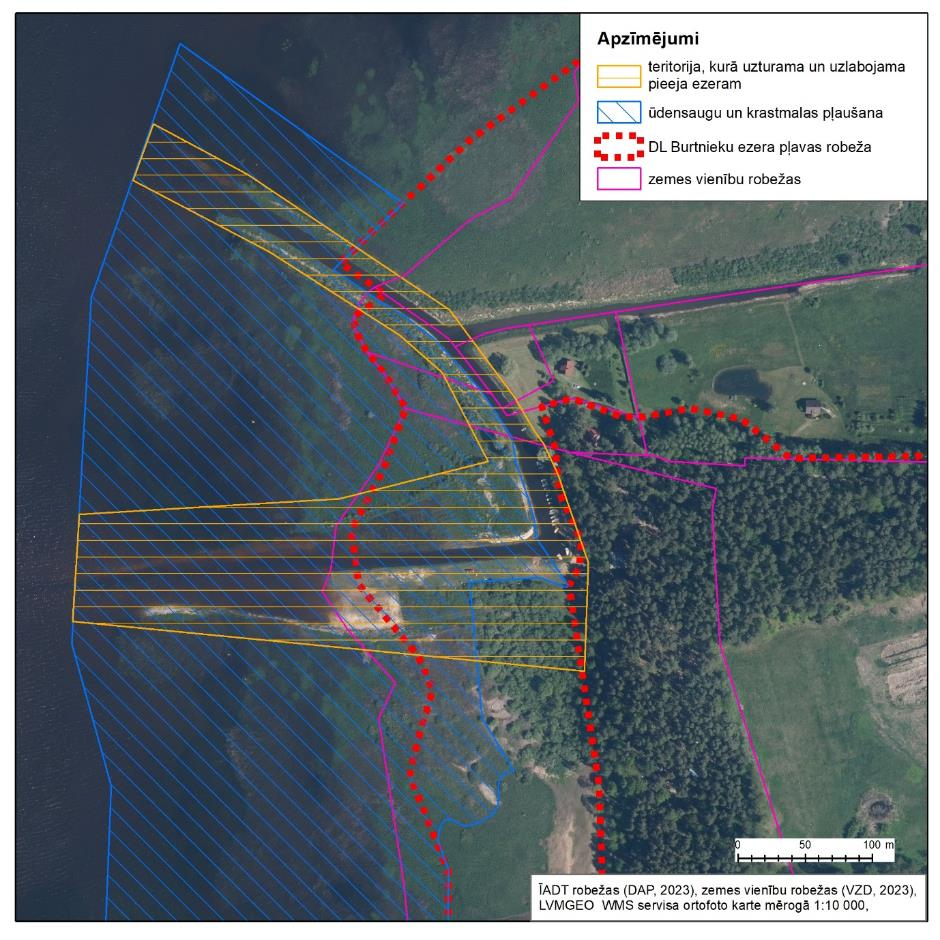 Apzīmējumi
teritorija, kurā uzturama un uzlabojama
pieeja ezeram
ūdensaugu un krastmalas pļaušana
DL Burtnieku ezera pļavas robeža
zemes vienību robežas
0 50 100 m
ĪADT robežas (DAP, 2023), zemes vienību robežas (VZD, 2023),
LVMGEO WMS servisa ortofoto karte mērogā 1:10 000,